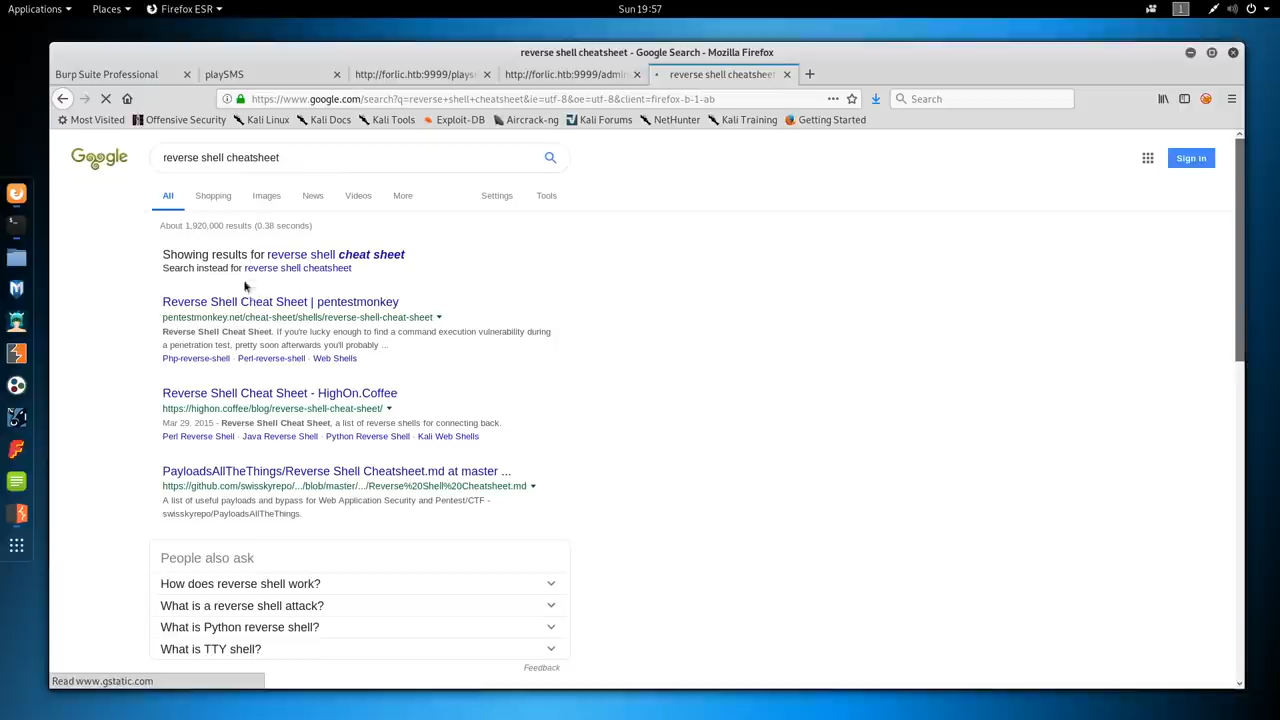 Applications
Places
Firefox ESR
Sun 19:57
1
reverse shell cheatsheet - Google Search - Mozilla Firefox
Burp Suite Professional
playSMS
http://forlic.htb:9999/plays
http://forlic.htb:9999/admin
reverse shell cheatsheet
https://www.google.com/search?q=reverse+shell+cheatsheet&ie=utf-8&oe=utf-8&client=firefox-b-1-ab
Search
Most Visited
Offensive Security
Kali Linux
Kali Docs
Kali Tools
Exploit-DB
Aircrack-ng
Kali Forums
NetHunter
Kali Training
Getting Started
Google
reverse shell cheatsheet
Sign in
All
Shopping
Images
News
Videos
More
Settings
Tools
About 1,920,000 results (0.38 seconds)
Showing results for reverse shell cheat sheet
Search instead for reverse shell cheatsheet
Reverse Shell Cheat Sheet | pentestmonkey
pentestmonkey.net/cheat-sheet/shells/reverse-shell-cheat-sheet
Reverse Shell Cheat Sheet. If you're lucky enough to find a command execution vulnerability during
a penetration test, pretty soon afterwards you'll probably ...
Php-reverse-shell · Perl-reverse-shell · Web Shells
Reverse Shell Cheat Sheet - HighOn.Coffee
https://highon.coffee/blog/reverse-shell-cheat-sheet/
Mar 29, 2015 - Reverse Shell Cheat Sheet, a list of reverse shells for connecting back.
Perl Reverse Shell · Java Reverse Shell · Python Reverse Shell · Kali Web Shells
PayloadsAllTheThings/Reverse Shell Cheatsheet.md at master ...
https://github.com/swisskyrepo/.../blob/master/.../Reverse%20Shell%20Cheatsheet.md
A list of useful payloads and bypass for Web Application Security and Pentest/CTF -
swisskyrepo/PayloadsAllTheThings.
People also ask
How does reverse shell work?
What is a reverse shell attack?
What is Python reverse shell?
What is TTY shell?
Feedback
Read www.gstatic.com